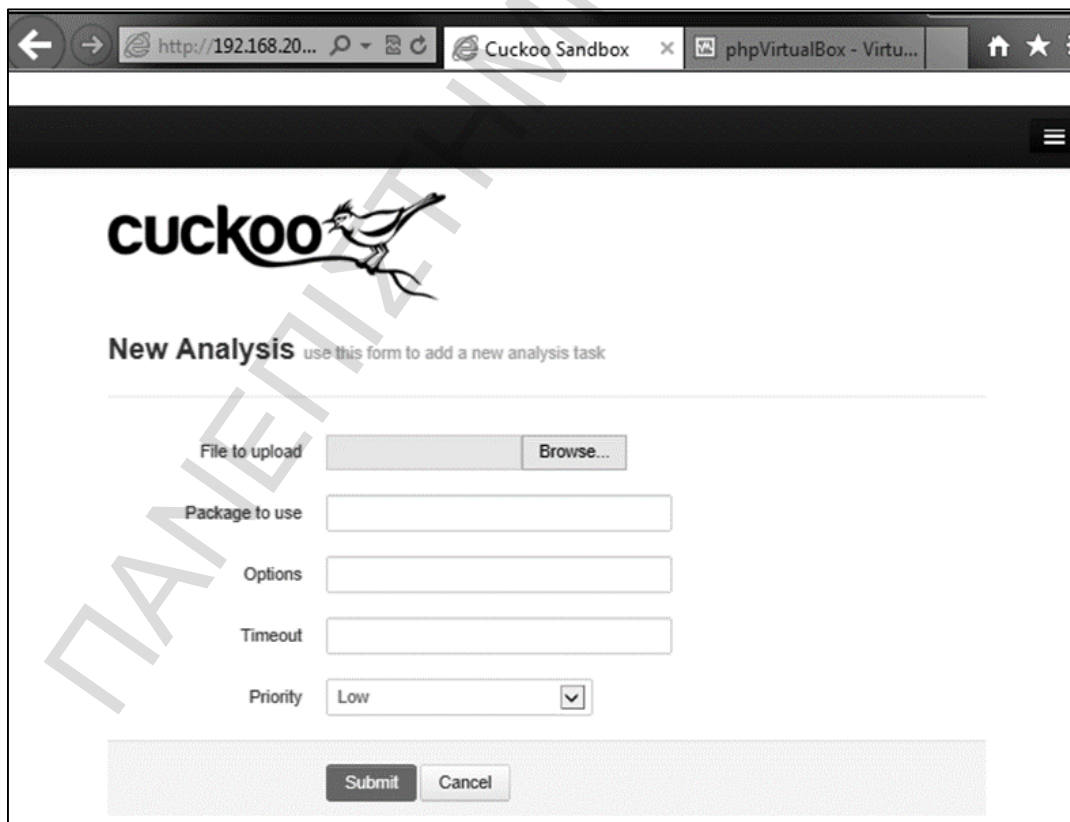 http://192.168.20...
Cuckoo Sandbox
phpVirtualBox - Virtu...
cuckoo
New Analysis use this form to add a new analysis task
File to upload
Browse...
Package to use
Options
Timeout
Priority
Low
Submit
Cancel
ΠΑΝΕΠΙΣΤΗΜ